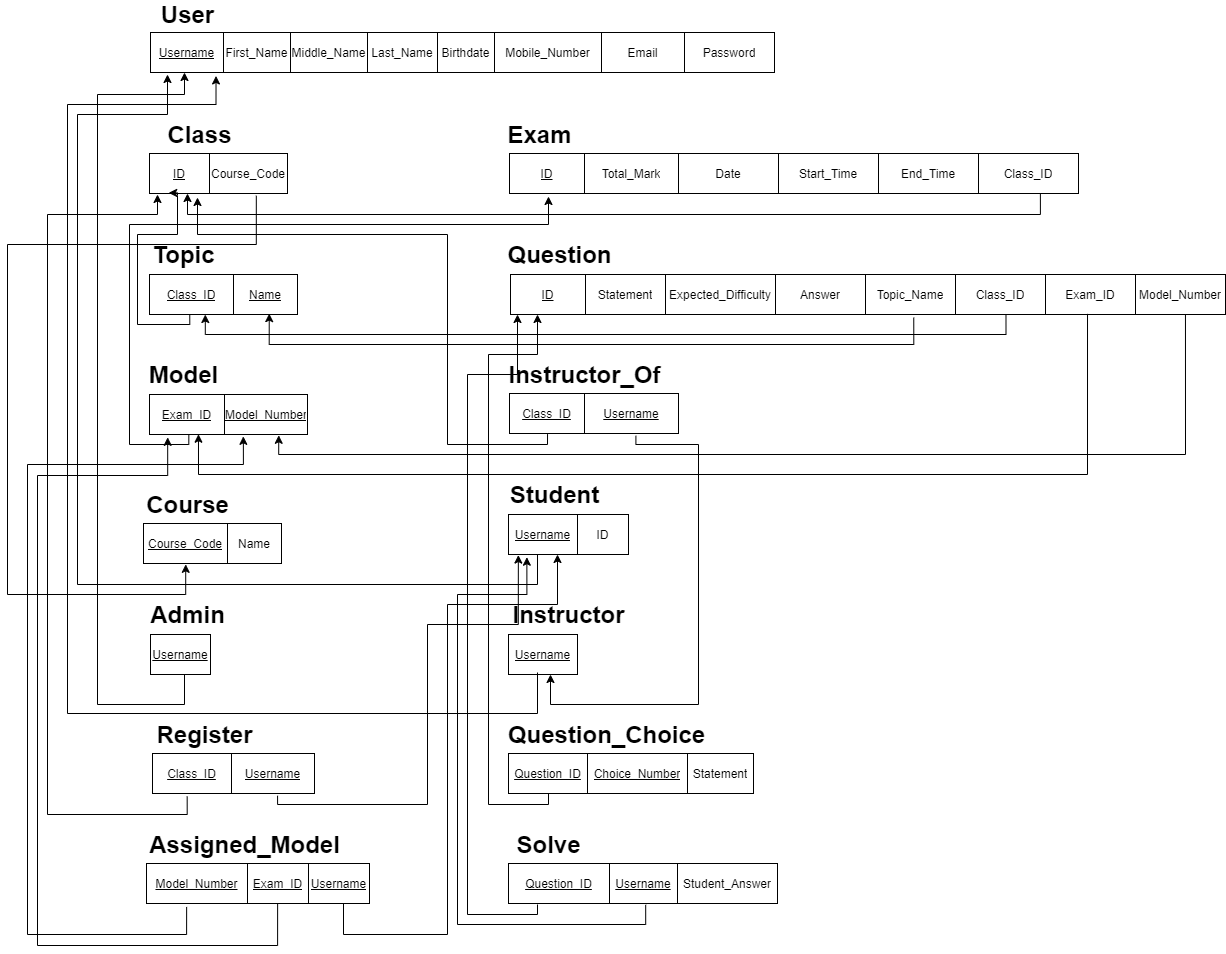 User
Username First_Name Middle_Name Last_Name Birthdate Mobile_Number Email Password
Class
ID Course_Code
Exam
ID Total_Mark Date Start_Time End_Time Class_ID
Topic
Class_ID Name
Question
ID Statement Expected_Difficulty Answer Topic_Name Class_ID Exam_ID Model_Number
Model
Exam_ID Model_Number
Instructor_Of
Class_ID Username
Course
Course_Code Name
Student
Username ID
Admin
Username
Instructor
Username
Register
Class_ID Username
Question_Choice
Question_ID Choice_Number Statement
Assigned_Model
Model_Number Exam_ID Username
Solve
Question_ID Username Student_Answer